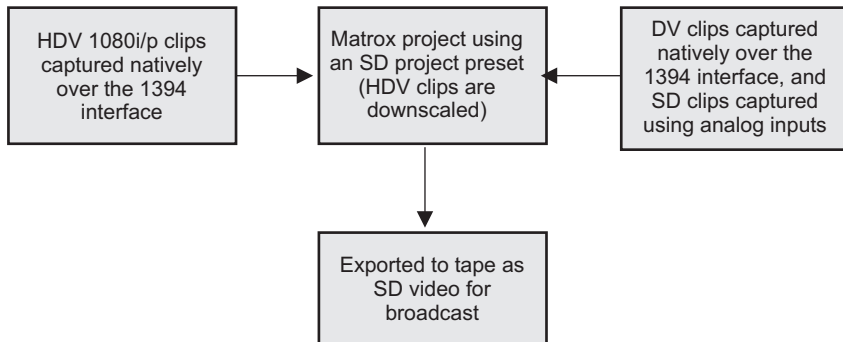 HDV 1080i/p clips
captured natively
over the 1394
interface
Matrox project using
an SD project preset
(HDV clips are
downscaled)
DV clips captured
natively over the
1394 interface, and
SD clips captured
using analog inputs
Exported to tape as
SD video for
broadcast